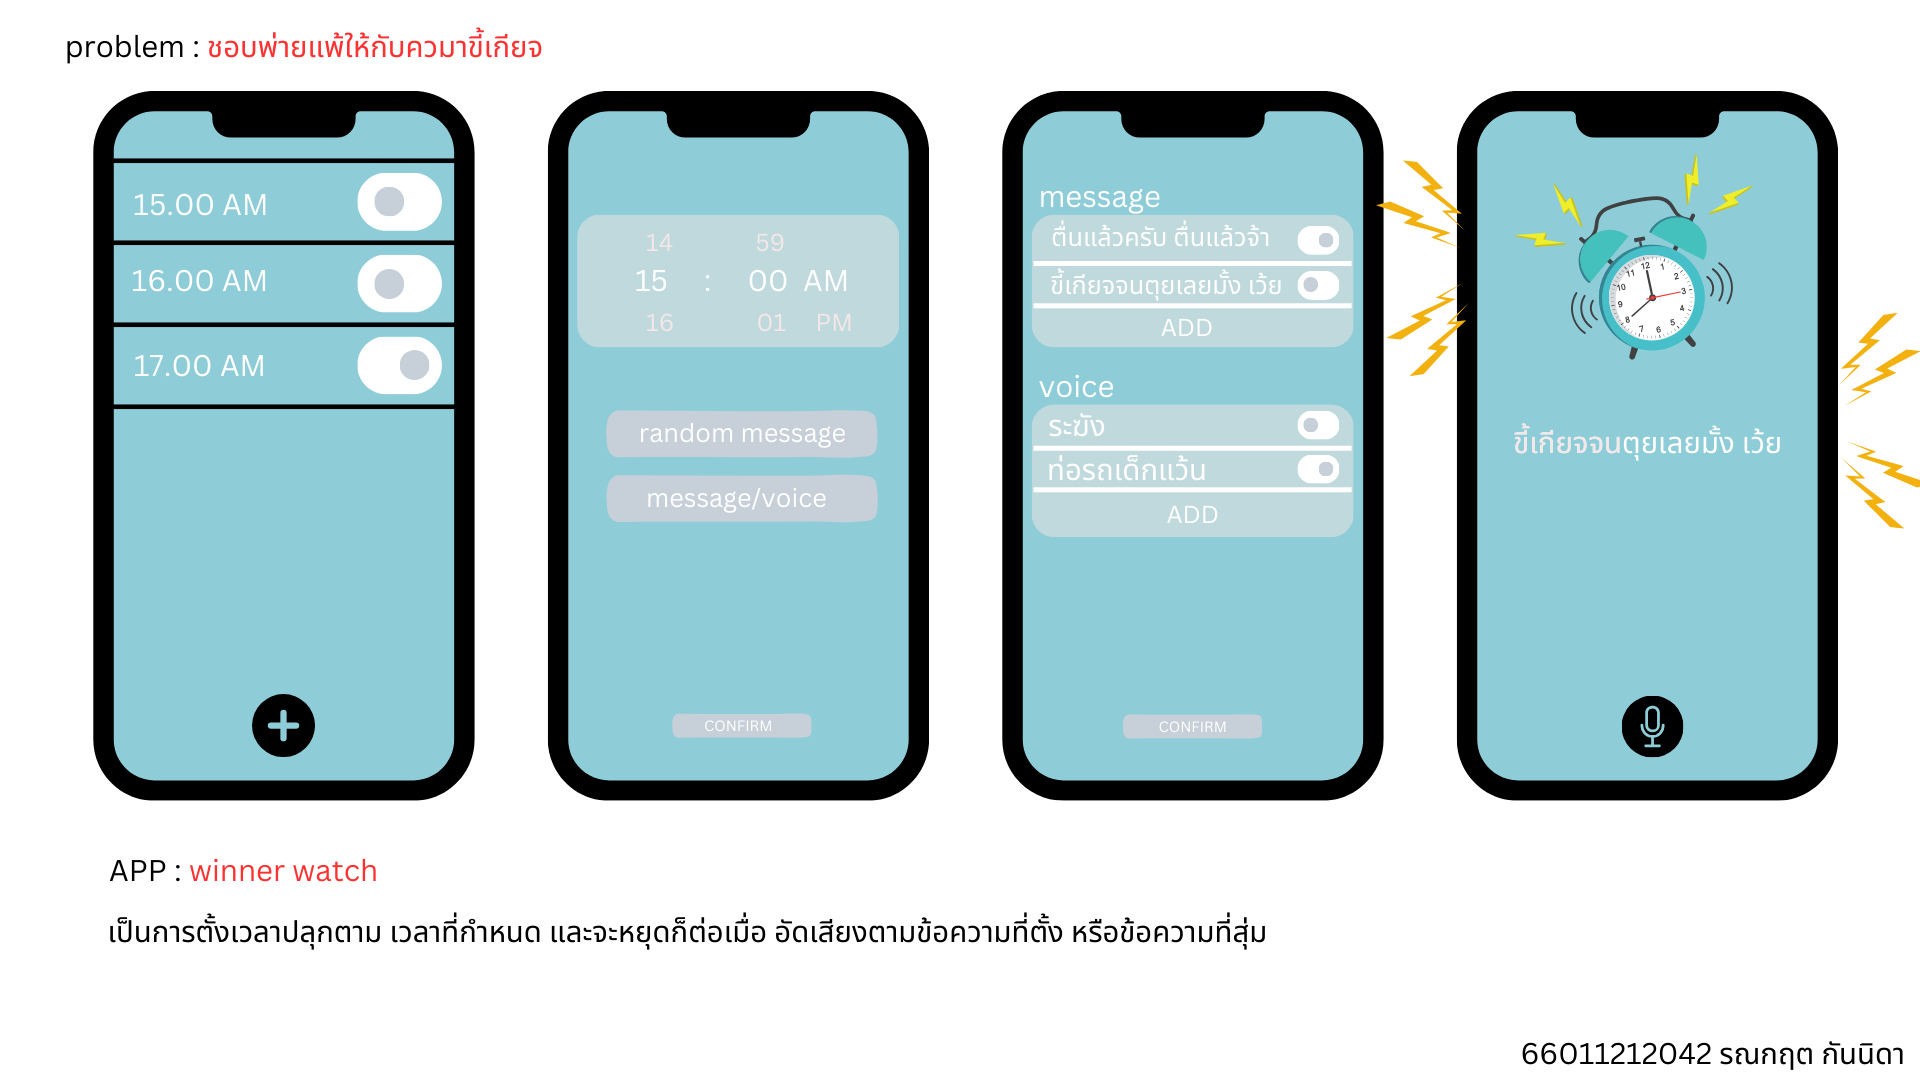 problem : ชอบพ่ายแพ้ให้กับควมาขี้เกียจ
15.00 AM
16.00 AM
17.00 AM
14 59
15 : 00 AM
16 01 PM
random message
message/voice
CONFIRM
message
ตื่นแล้วครับ ตื่นแล้วจ้า
ขี้เกียจจนตุยเลยมั้ง เว้ย
ADD
voice
ระฆัง
ท่อรถเด็กแว้น
ADD
CONFIRM
12
1
2
3
4
5
6
7
8
9
10
11
ขี้เกียจจนตุยเลยมั้ง เว้ย
APP : winner watch
เป็นการตั้งเวลาปลุกตาม เวลาที่กำหนด และจะหยุดก็ต่อเมื่อ อัดเสียงตามข้อความที่ตั้ง หรือข้อความที่สุ่ม
66011212042 รณกฤต กันนิดา